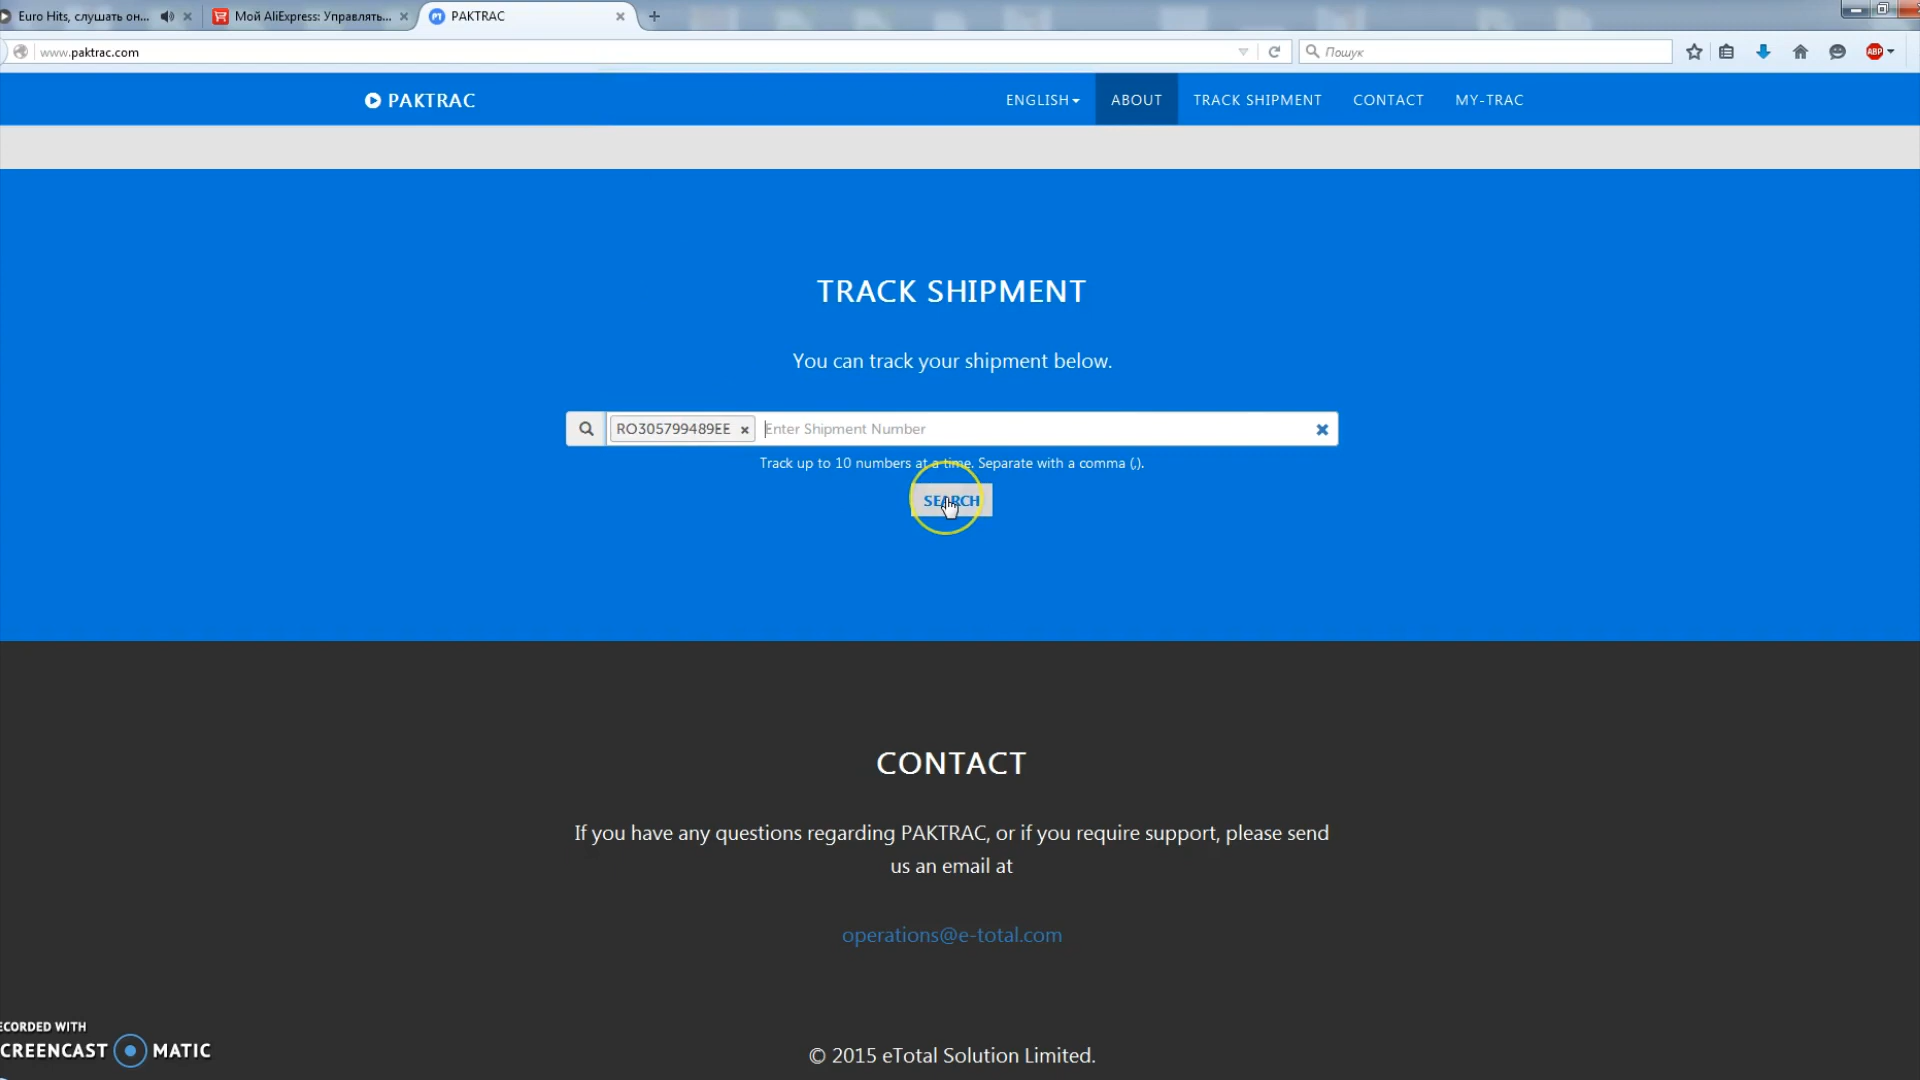 Euro Hits, слушать он...
Мой AliExpress: Управлять...
PAKTRAC
www.paktrac.com
Пошук
ABP
PAKTRAC
ENGLISH
ABOUT
TRACK SHIPMENT
CONTACT
MY-TRAC
TRACK SHIPMENT
You can track your shipment below.
RO305799489EE
Enter Shipment Number
Track up to 10 numbers at a time. Separate with a comma (,).
SEARCH
CONTACT
If you have any questions regarding PAKTRAC, or if you require support, please send
us an email at
operations@e-total.com
ECORDED WITH
CREENCAST MATIC
© 2015 eTotal Solution Limited.